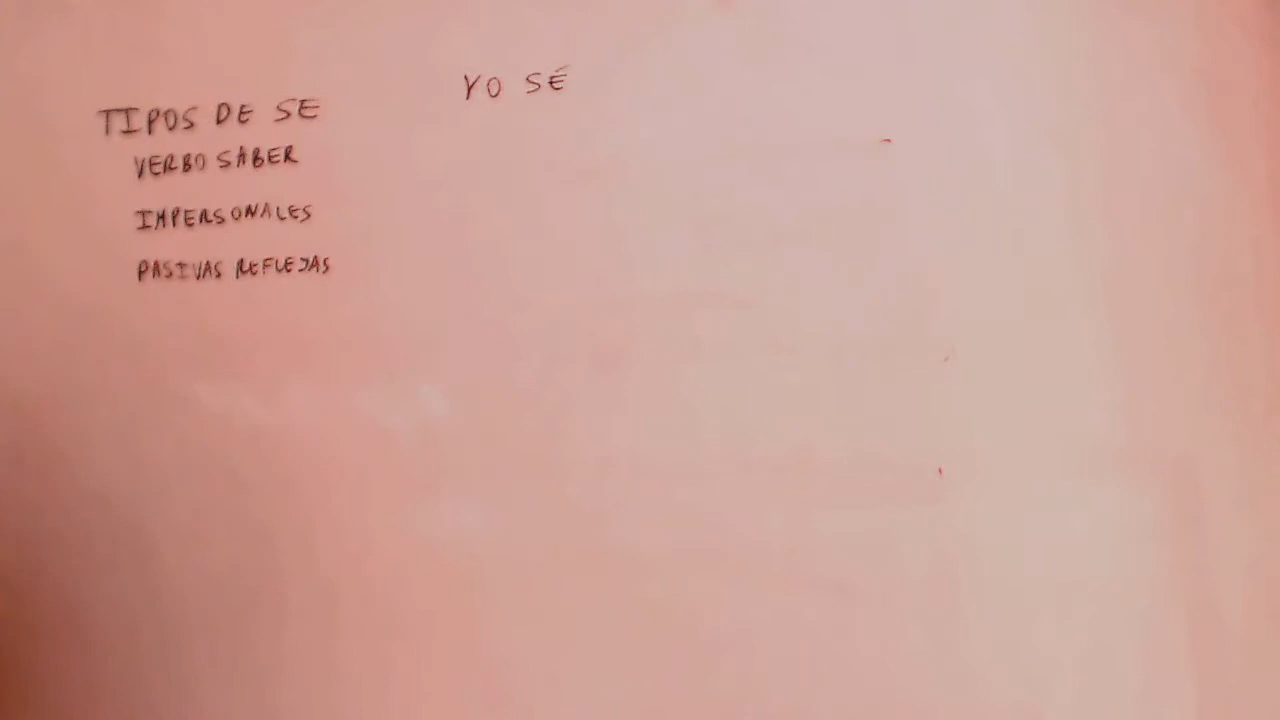 TIPOS DE SE
VERBO SABER
IMPERSONALES
PASIVAS REFLEJAS
YO SÉ